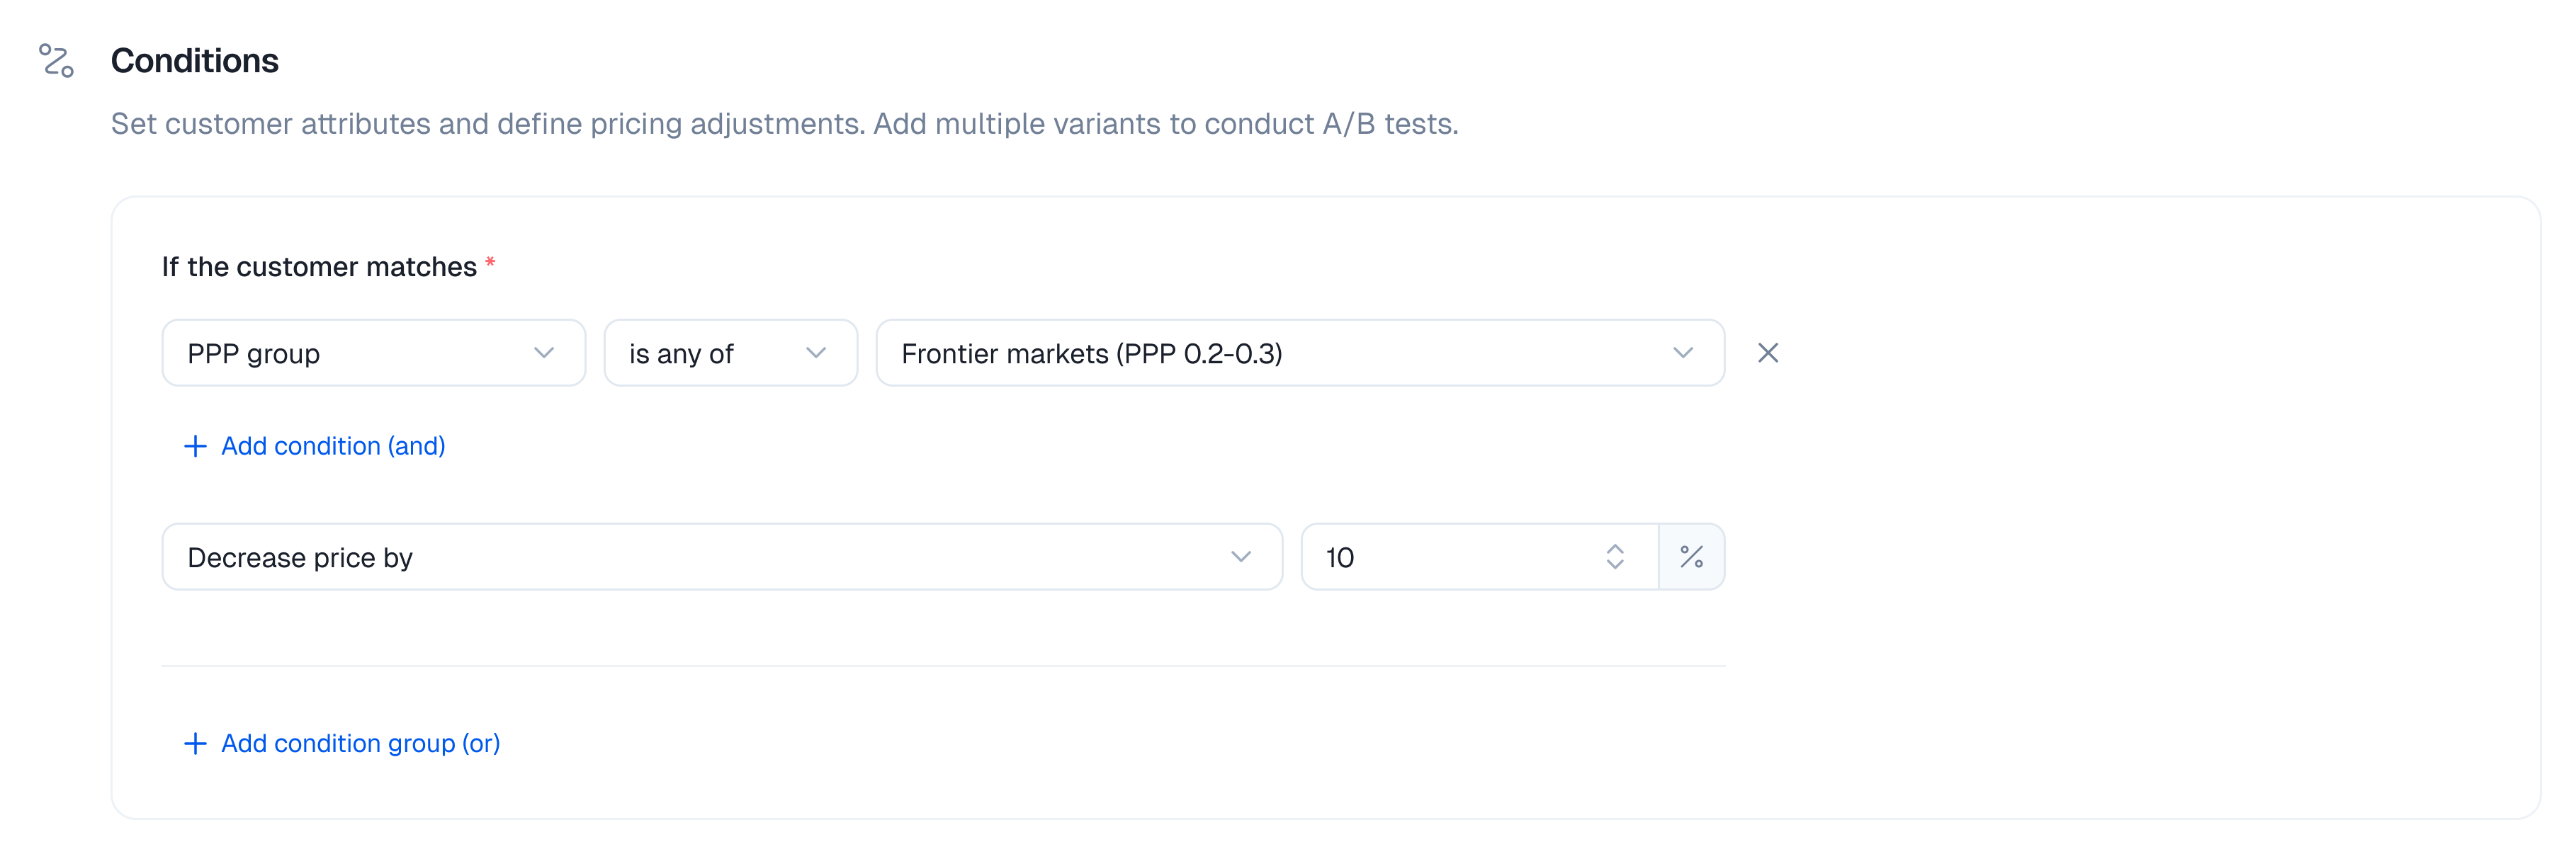 Conditions
Set customer attributes and define pricing adjustments. Add multiple variants to conduct A/B tests.
If the customer matches *
PPP group
is any of
Frontier markets (PPP 0.2-0.3)
Add condition (and)
Decrease price by
10
%
Add condition group (or)